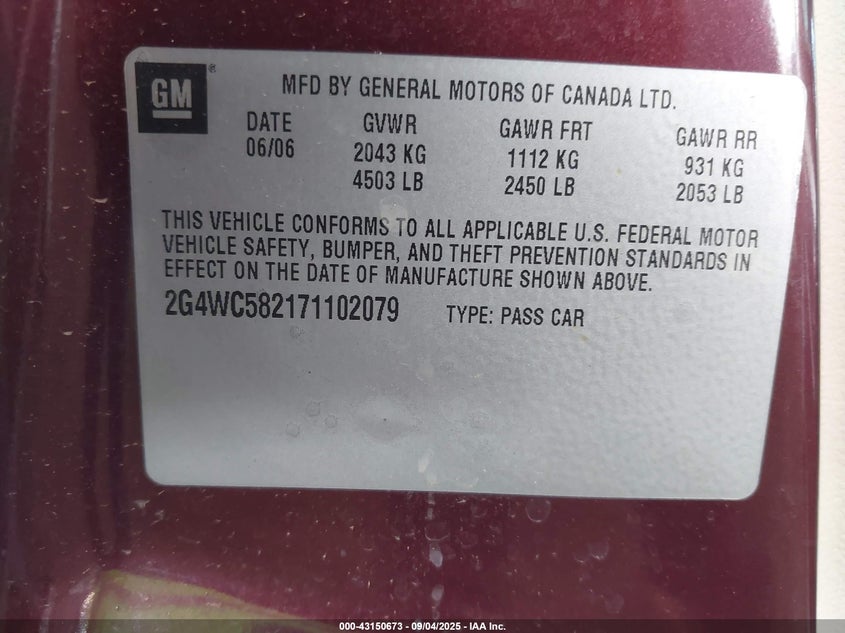 GM®
MFD BY GENERAL MOTORS OF CANADA LTD.
DATE GVWR GAWR FRT GAWR RR
06/06 2043 KG 1112 KG 931 KG
4503 LB 2450 LB 2053 LB
THIS VEHICLE CONFORMS TO ALL APPLICABLE U.S. FEDERAL MOTOR
VEHICLE SAFETY, BUMPER, AND THEFT PREVENTION STANDARDS IN
EFFECT ON THE DATE OF MANUFACTURE SHOWN ABOVE.
2G4WC582171102079 TYPE: PASS CAR
000-43150673 - 09/04/2025 - IAA Inc.